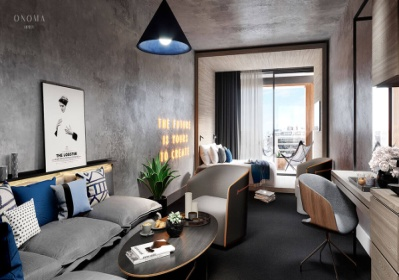 ONOMA
THE FUTURE
IS YOURS
TO CREATE
THE LOBSTER